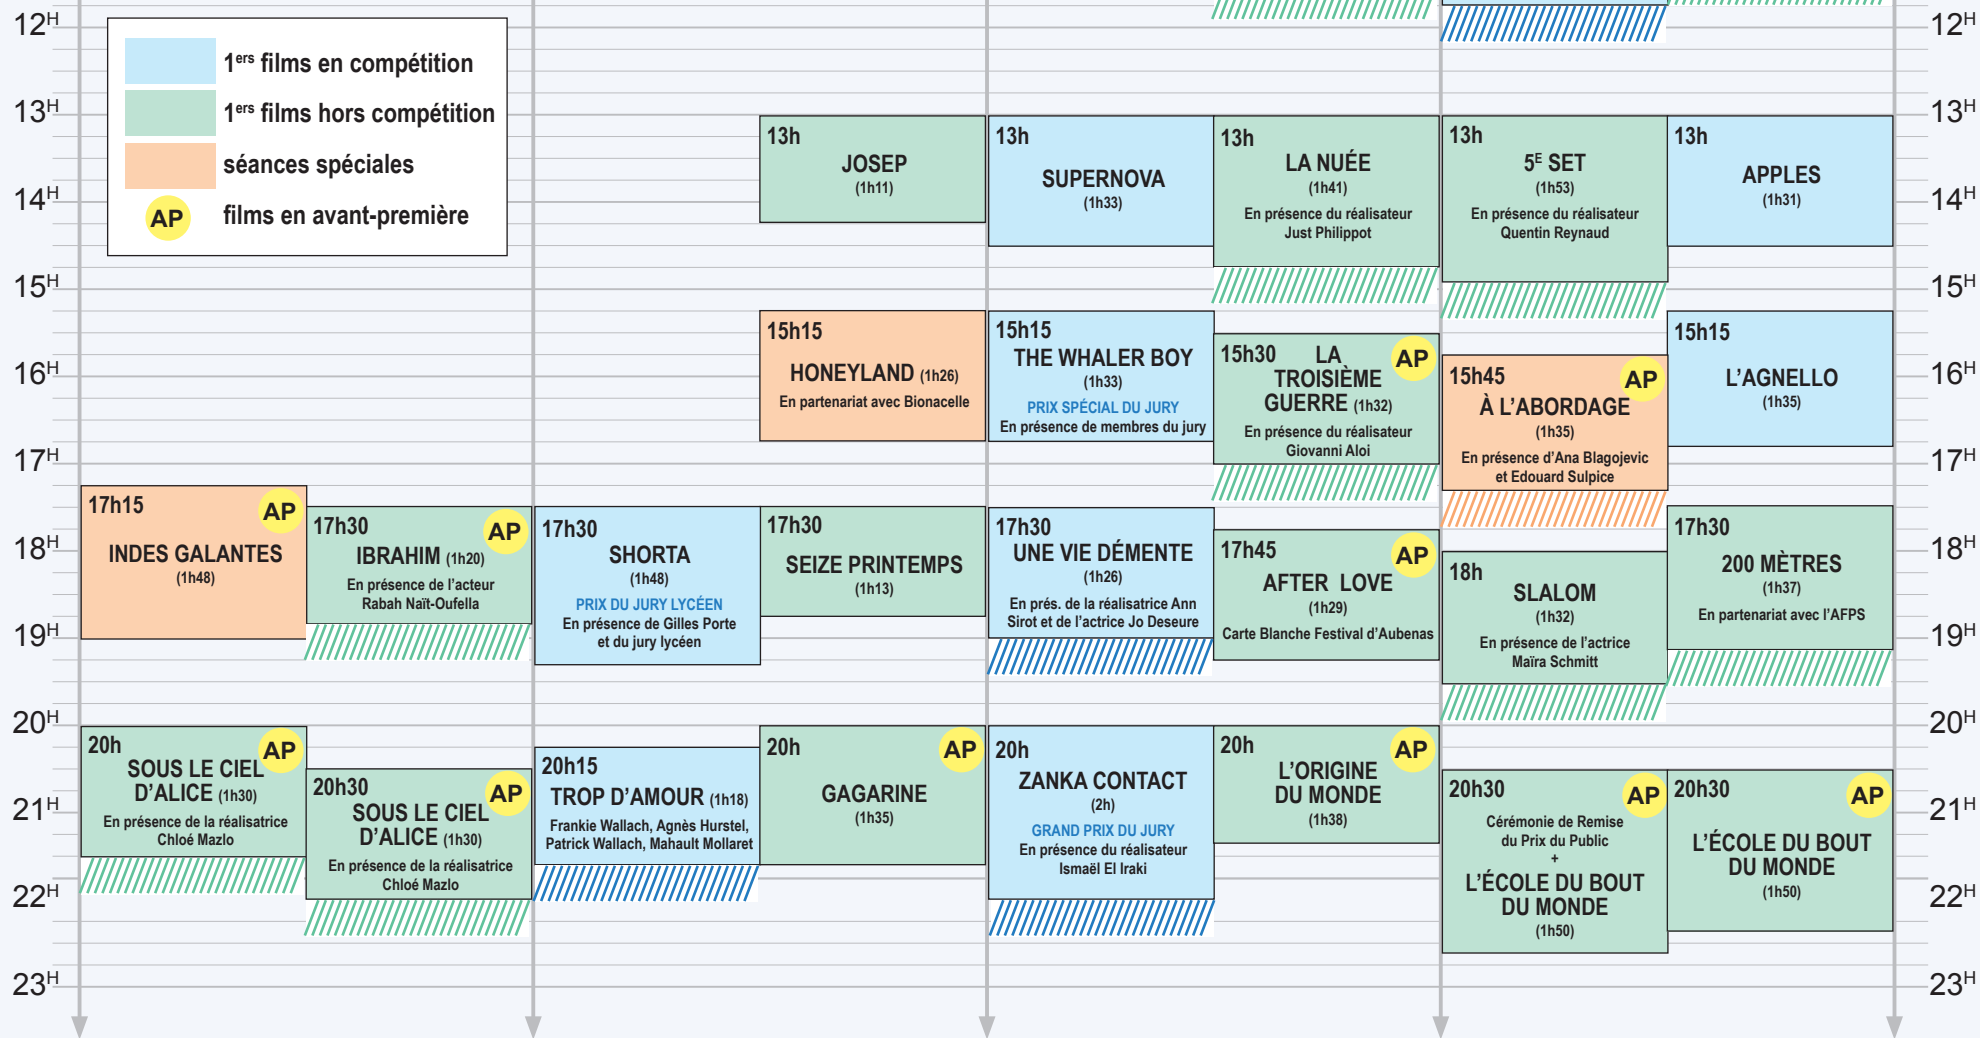 12H
12H
1ers films en compétition
1ers films hors compétition
séances spéciales
AP
films en avant-première
13H
13H
13h
JOSEP
(1h11)
13h
SUPERNOVA
(1h33)
13h
LA NUÉE
(1h41)
En présence du réalisateur
Just Philippot
13h
5E SET
(1h53)
En présence du réalisateur
Quentin Reynaud
13h
APPLES
(1h31)
14H
14H
15H
15H
15h15
HONEYLAND (1h26)
En partenariat avec Bionacelle
15h15
THE WHALER BOY
(1h33)
PRIX SPÉCIAL DU JURY
En présence de membres du jury
15h30 LA
AP
TROISIÈME
GUERRE (1h32)
En présence du réalisateur
Giovanni Aloi
15h45
AP
À L'ABORDAGE
(1h35)
En présence d'Ana Blagojevic
et Edouard Sulpice
15h15
L'AGNELLO
(1h35)
16H
16H
17H
17H
17h15
AP
INDES GALANTES
(1h48)
17h30
AP
IBRAHIM (1h20)
En présence de l'acteur
Rabah Naït-Oufella
17h30
SHORTA
(1h48)
PRIX DU JURY LYCÉEN
En présence de Gilles Porte
et du jury lycéen
17h30
SEIZE PRINTEMPS
(1h13)
17h30
UNE VIE DÉMENTE
(1h26)
En prés. de la réalisatrice Ann
Sirot et de l'actrice Jo Deseure
17h45
AP
AFTER LOVE
(1h29)
Carte Blanche Festival d'Aubenas
18h
SLALOM
(1h32)
En présence de l'actrice
Maïra Schmitt
17h30
200 MÈTRES
(1h37)
En partenariat avec l'AFPS
18H
18H
19H
19H
20H
20H
20h
AP
SOUS LE CIEL
D'ALICE (1h30)
En présence de la réalisatrice
Chloé Mazlo
20h30
AP
SOUS LE CIEL
D'ALICE (1h30)
En présence de la réalisatrice
Chloé Mazlo
20h15
TROP D'AMOUR (1h18)
Frankie Wallach, Agnès Hurstel,
Patrick Wallach, Mahault Mollaret
20h
AP
GAGARINE
(1h35)
20h
ZANKA CONTACT
(2h)
GRAND PRIX DU JURY
En présence du réalisateur
Ismaël El Iraki
20h
AP
L'ORIGINE
DU MONDE
(1h38)
20h30
AP
Cérémonie de Remise
du Prix du Public
+
L'ÉCOLE DU BOUT
DU MONDE
(1h50)
20h30
AP
L'ÉCOLE DU BOUT
DU MONDE
(1h50)
21H
21H
22H
22H
23H
23H